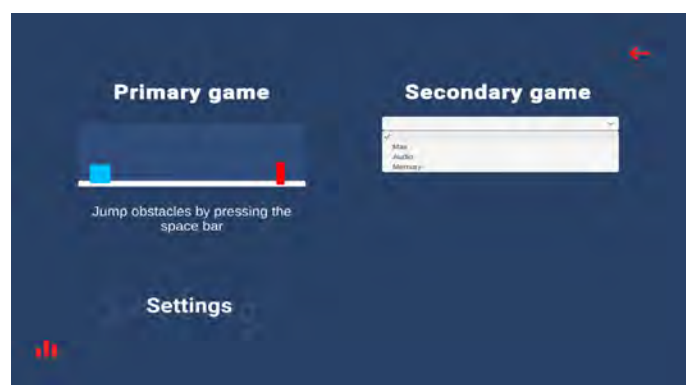 Primary game
Secondary game
Max
Audio
Memory
Jump obstacles by pressing the
space bar
Settings